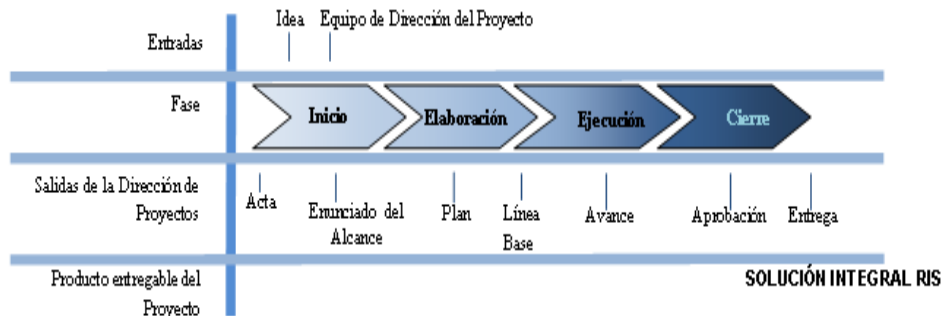 Idea Equipo de Dirección del Proyecto
Entradas
Fase
Inicio Elaboración Ejecución Cierre
Salidas de la Dirección de
Proyectos
Acta
Enunciado del
Alcance
Plan
Línea
Base
Avance
Aprobación
Entrega
Producto entregable del
Proyecto
SOLUCIÓN INTEGRAL RIS